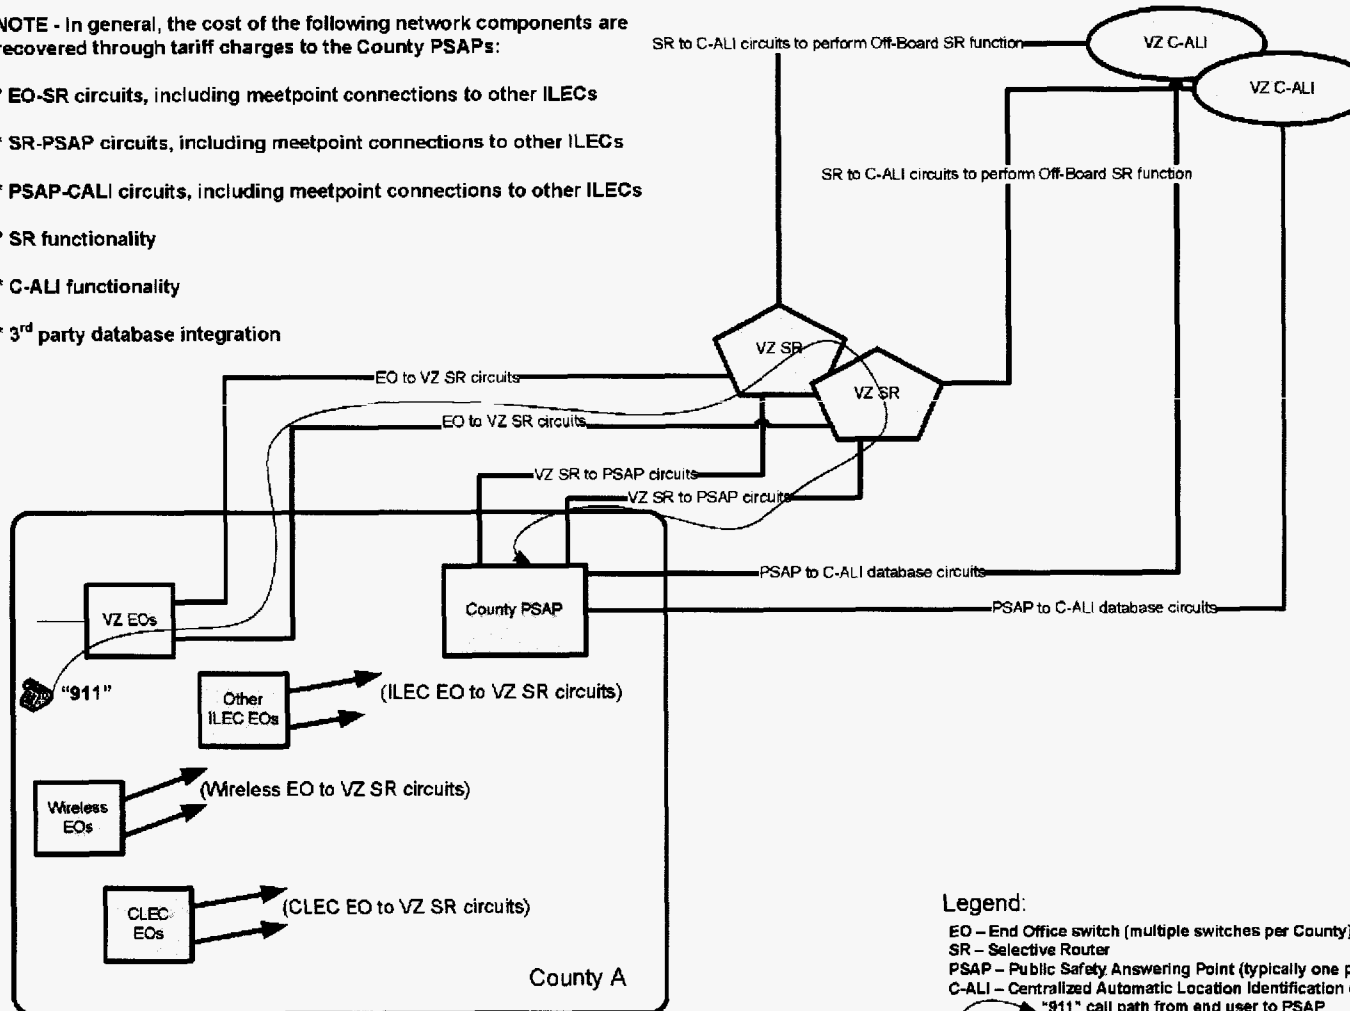 NOTE - In general, the cost of the following network components are
recovered through tariff charges to the County PSAPs:
* EO-SR circuits, including meetpoint connections to other ILECs
* SR-PSAP circuits, including meetpoint connections to other ILECs
* PSAP-CALI circuits, including meetpoint connections to other ILECs
* SR functionality
* C-ALI functionality
* 3rd party database integration
SR to C-ALI circuits to perform Off-Board SR function
VZ C-ALI
VZ C-ALI
SR to C-ALI circuits to perform Off-Board SR function
VZ SR
VZ SR
EO to VZ SR circuits
EO to VZ SR circuits
VZ SR to PSAP circuits
VZ SR to PSAP circuits
PSAP to C-ALI database circuits
PSAP to C-ALI database circuits
County PSAP
VZ EOs
"911"
Other
ILEC EOs
(ILEC EO to VZ SR circuits)
Wireless
EOs
(Wireless EO to VZ SR circuits)
CLEC
EOs
(CLEC EO to VZ SR circuits)
County A
Legend:
EO – End Office switch (multiple switches per County)
SR – Selective Router
PSAP – Public Safety Answering Point (typically one
C-ALI – Centralized Automatic Location Identification
"911" call path from end user to PSAP